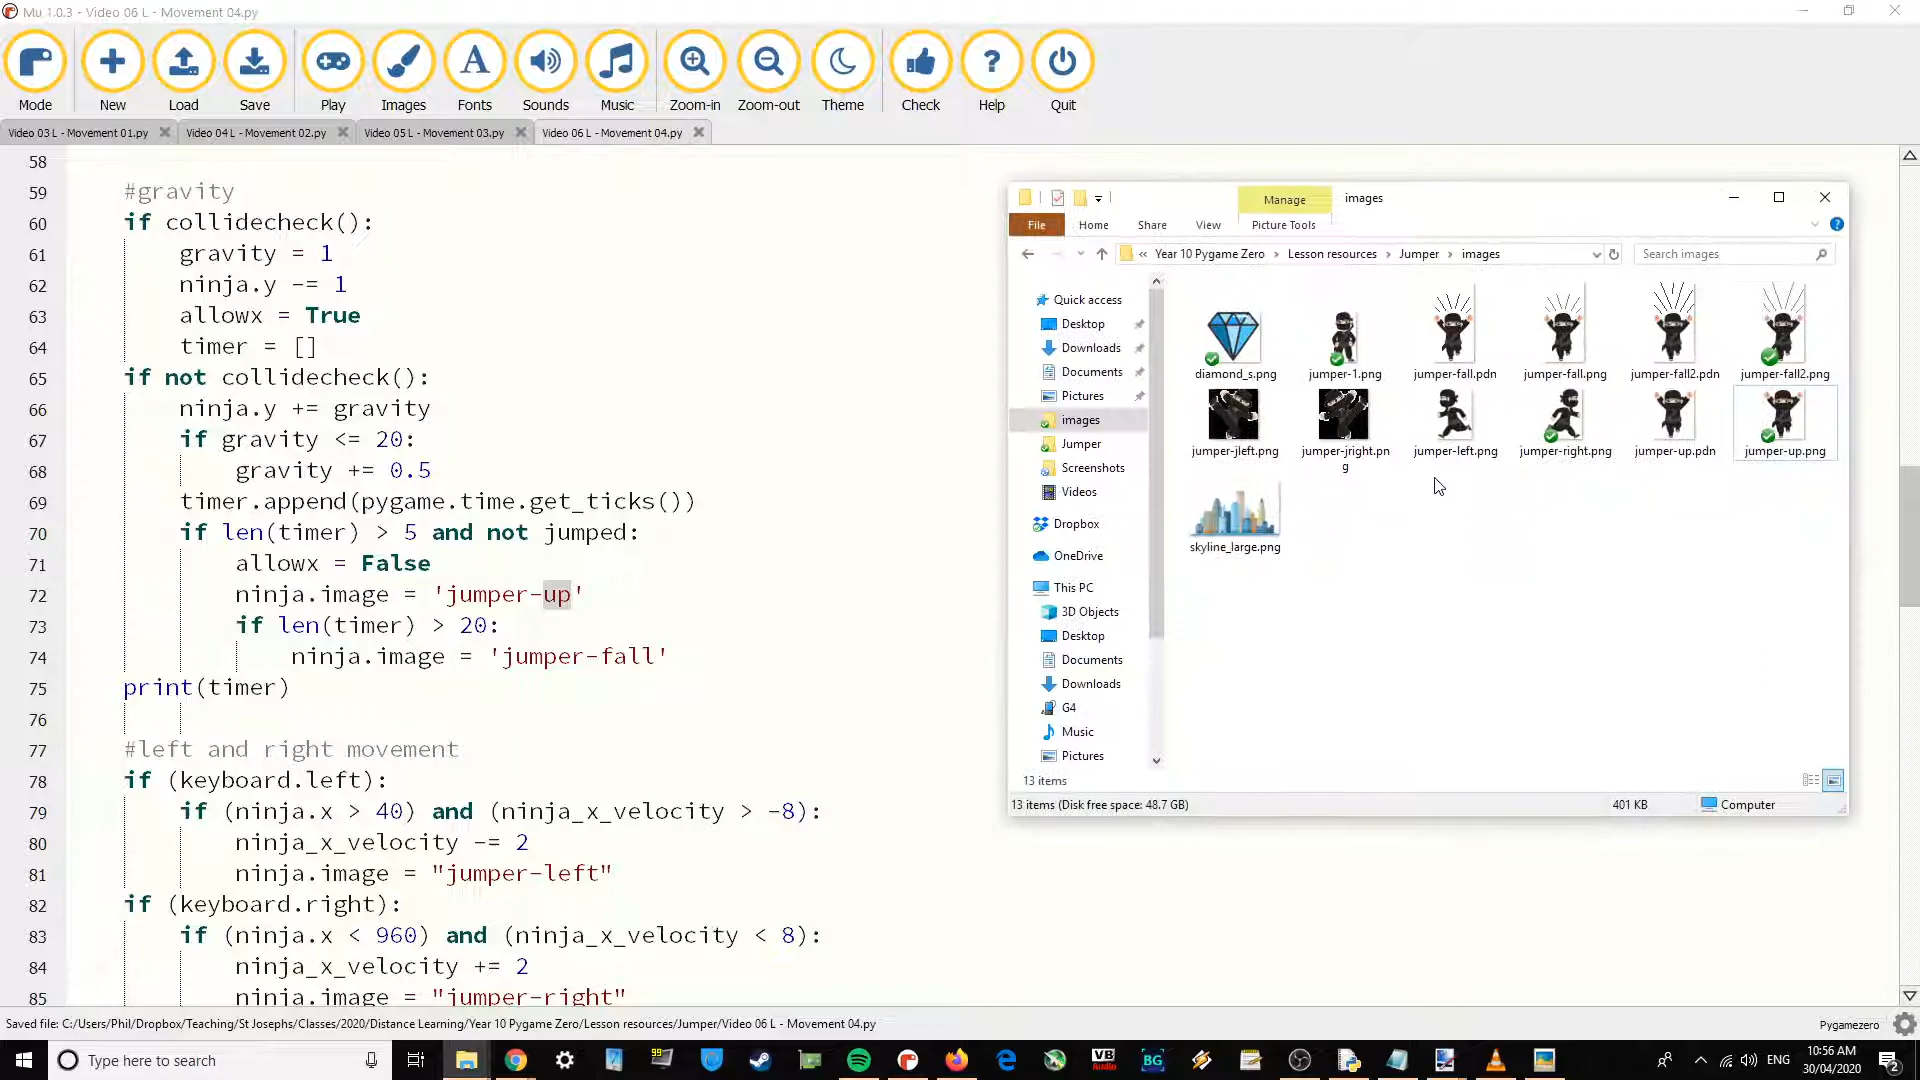 Mu 1.0.3 - Video 06 L - Movement 04.py
Mode New Load Save Play Images Fonts Sounds Music Zoom-in Zoom-out Theme Check Help Quit
Video 03 L - Movement 01.py Video 04 L - Movement 02.py Video 05 L - Movement 03.py Video 06 L - Movement 04.py
58
59 #gravity
60 if collidecheck():
61 gravity = 1
62 ninja.y -= 1
63 allowx = True
64 timer = []
65 if not collidecheck():
66 ninja.y += gravity
67 if gravity <= 20:
68 gravity += 0.5
69 timer.append(pygame.time.get_ticks())
70 if len(timer) > 5 and not jumped:
71 allowx = False
72 ninja.image = 'jumper-up'
73 if len(timer) > 20:
74 ninja.image = 'jumper-fall'
75 print(timer)
76
77 #left and right movement
78 if (keyboard.left):
79 if (ninja.x > 40) and (ninja_x_velocity > -8):
80 ninja_x_velocity -= 2
81 ninja.image = "jumper-left"
82 if (keyboard.right):
83 if (ninja.x < 960) and (ninja_x_velocity < 8):
84 ninja_x_velocity += 2
85 ninja.image = "jumper-right"
Manage images
File Home Share View Picture Tools
« Year 10 Pygame Zero › Lesson resources › Jumper › images Search images
Quick access
Desktop
Downloads
Documents
Pictures
images
Jumper
Screenshots
Videos
Dropbox
OneDrive
This PC
3D Objects
Desktop
Documents
Downloads
G4
Music
Pictures
diamond_s.png jumper-1.png jumper-fall.pdn jumper-fall.png jumper-fall2.pdn jumper-fall2.png
jumper-jleft.png jumper-jright.pn jumper-left.png jumper-right.png jumper-up.pdn jumper-up.png
g
skyline_large.png
13 items
13 items (Disk free space: 48.7 GB) 401 KB Computer
Saved file: C:/Users/Phil/Dropbox/Teaching/St Josephs/Classes/2020/Distance Learning/Year 10 Pygame Zero/Lesson resources/Jumper/Video 06 L - Movement 04.py Pygamezero
Type here to search 99 VB Audio BG ENG 10:56 AM
30/04/2020 2